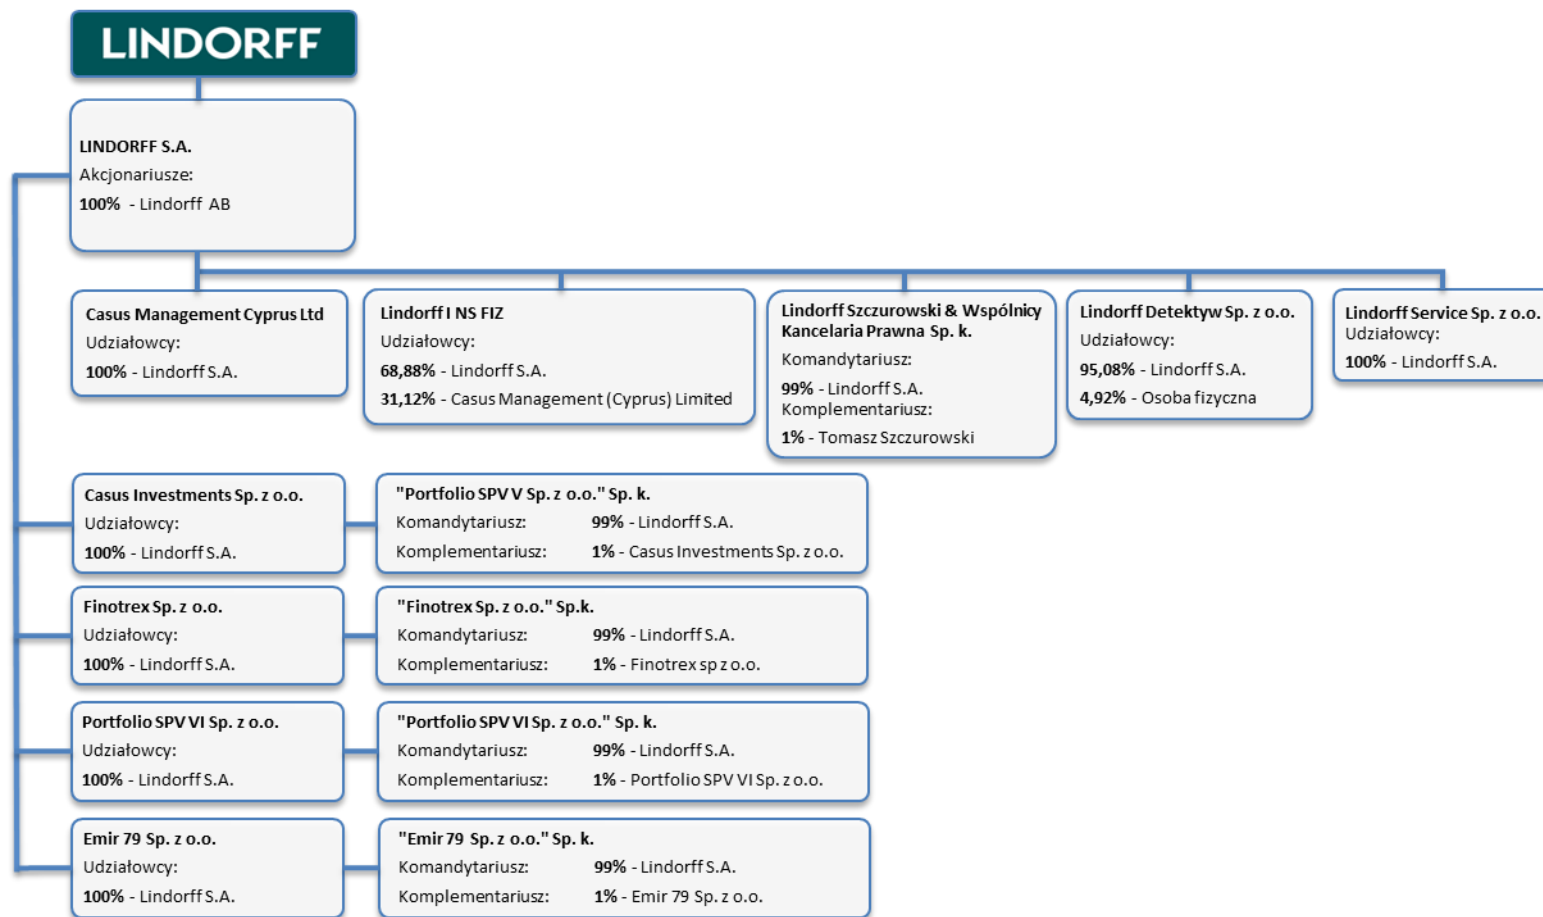 LINDORFF
LINDORFF S.A.
Akcjonariusze:
100% - Lindorff AB
Casus Management Cyprus Ltd
Udziałowcy:
100% - Lindorff S.A.
Lindorff I NS FIZ
Udziałowcy:
68,88% - Lindorff S.A.
31,12% - Casus Management (Cyprus) Limited
Lindorff Szczurowski & Wspólnicy
Kancelaria Prawna Sp. k.
Komandytariusz:
99% - Lindorff S.A.
Komplementariusz:
1% - Tomasz Szczurowski
Lindorff Detektyw Sp. z o.o.
Udziałowcy:
95,08% - Lindorff S.A.
4,92% - Osoba fizyczna
Lindorff Service Sp. z o.o.
Udziałowcy:
100% - Lindorff S.A.
Casus Investments Sp. z o.o.
Udziałowcy:
100% - Lindorff S.A.
"Portfolio SPV V Sp. z o.o." Sp. k.
Komandytariusz: 99% - Lindorff S.A.
Komplementariusz: 1% - Casus Investments Sp. z o.o.
Finotrex Sp. z o.o.
Udziałowcy:
100% - Lindorff S.A.
"Finotrex Sp. z o.o." Sp.k.
Komandytariusz: 99% - Lindorff S.A.
Komplementariusz: 1% - Finotrex sp z o.o.
Portfolio SPV VI Sp. z o.o.
Udziałowcy:
100% - Lindorff S.A.
"Portfolio SPV VI Sp. z o.o." Sp. k.
Komandytariusz: 99% - Lindorff S.A.
Komplementariusz: 1% - Portfolio SPV VI Sp. z o.o.
Emir 79 Sp. z o.o.
Udziałowcy:
100% - Lindorff S.A.
"Emir 79 Sp. z o.o." Sp. k.
Komandytariusz: 99% - Lindorff S.A.
Komplementariusz: 1% - Emir 79 Sp. z o.o.